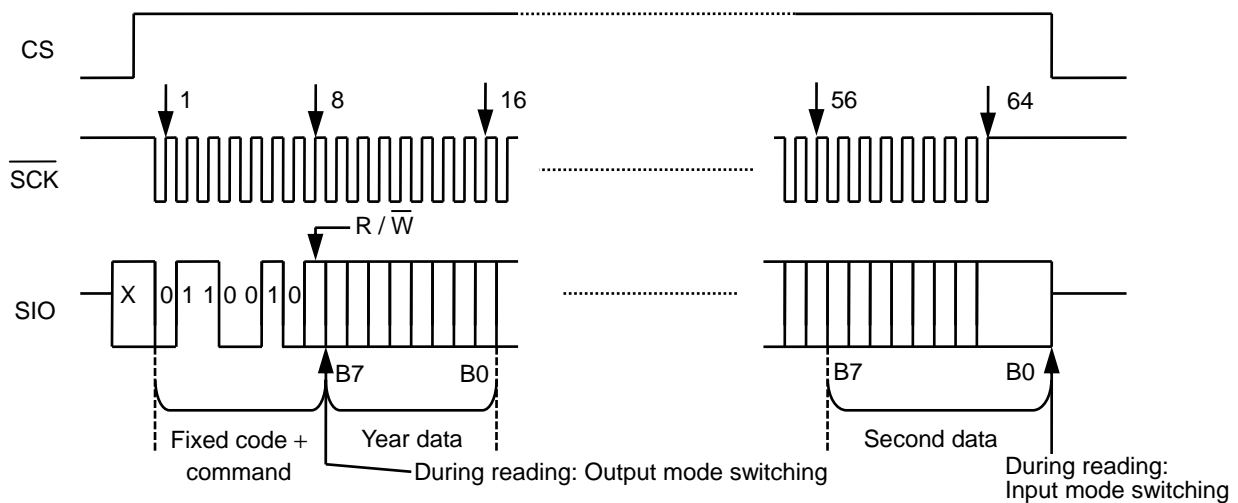 CS
1 8 16 56 64
SCK
R / W
SIO
X 0 1 1 0 0 1 0
B7 B0 B7 B0
Fixed code +
command
Year data
Second data
During reading: Output mode switching
During reading:
Input mode switching